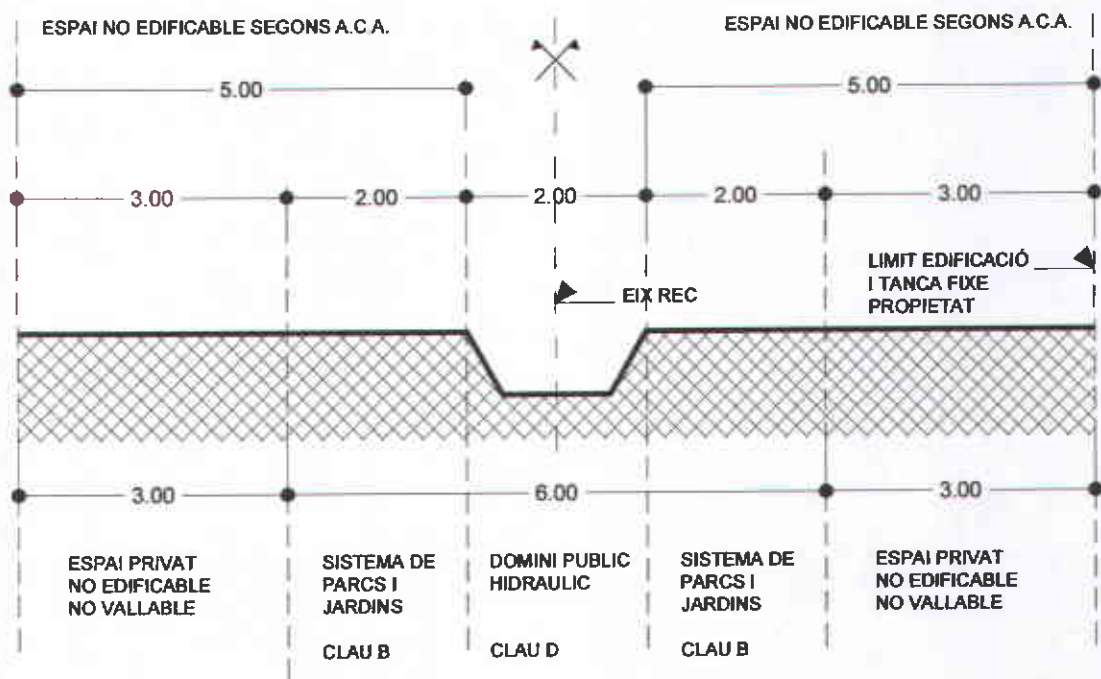 ESPAI NO EDIFICABLE SEGONS A.C.A.
ESPAI NO EDIFICABLE SEGONS A.C.A.
5.00
5.00
3.00
2.00
2.00
2.00
3.00
LIMIT EDIFICACIÓ
I TANCA FIXE
PROPIETAT
EIX REC
3.00
6.00
3.00
ESPAI PRIVAT
NO EDIFICABLE
NO VALLABLE
SISTEMA DE
PARCS I
JARDINS
CLAU B
DOMINI PUBLIC
HIDRAULIC
CLAU D
SISTEMA DE
PARCS I
JARDINS
CLAU B
ESPAI PRIVAT
NO EDIFICABLE
NO VALLABLE